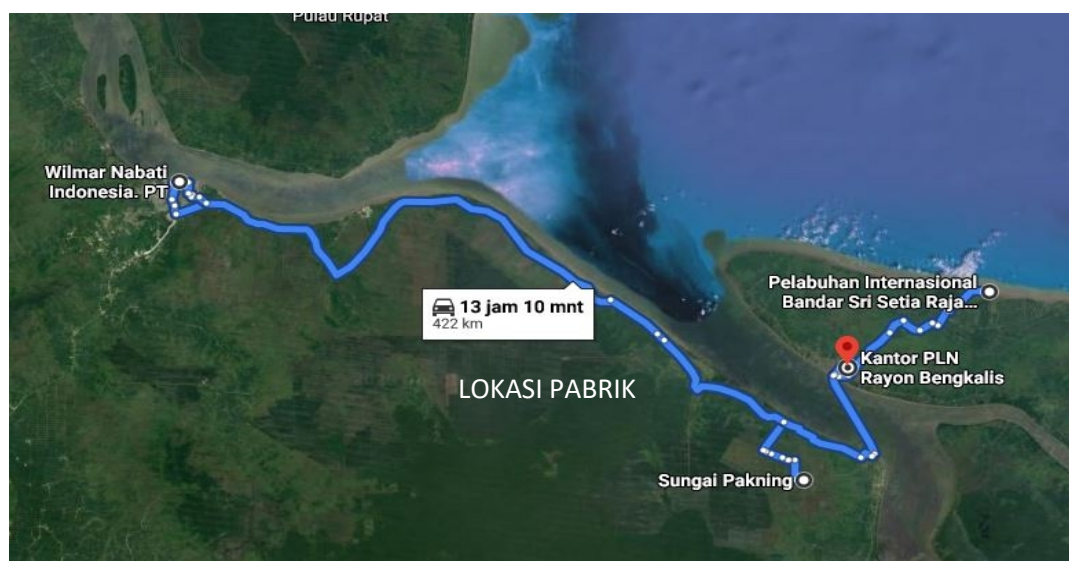 Pulau Rupat
Wilmar Nabati
Indonesia. PT
Pelabuhan Internasional
Bandar Sri Setia Raja...
13 jam 10 mnt
422 km
Kantor PLN
Rayon Bengkalis
LOKASI PABRIK
Sungai Pakning